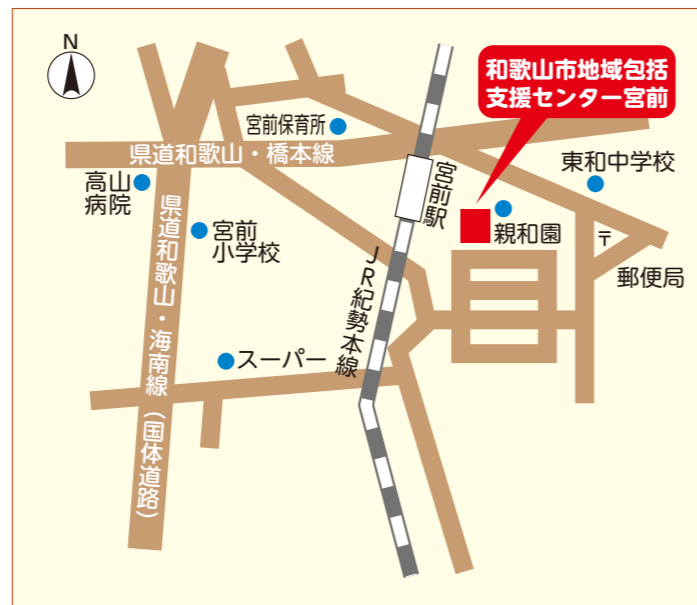 N
和歌山市地域包括
支援センター宮前
宮前保育所
県道和歌山・橋本線
東和中学校
高山
病院
宮前駅
県道和歌山・海南線（国体道路）
宮前
小学校
親和園
〒
郵便局
JR紀勢本線
スーパー